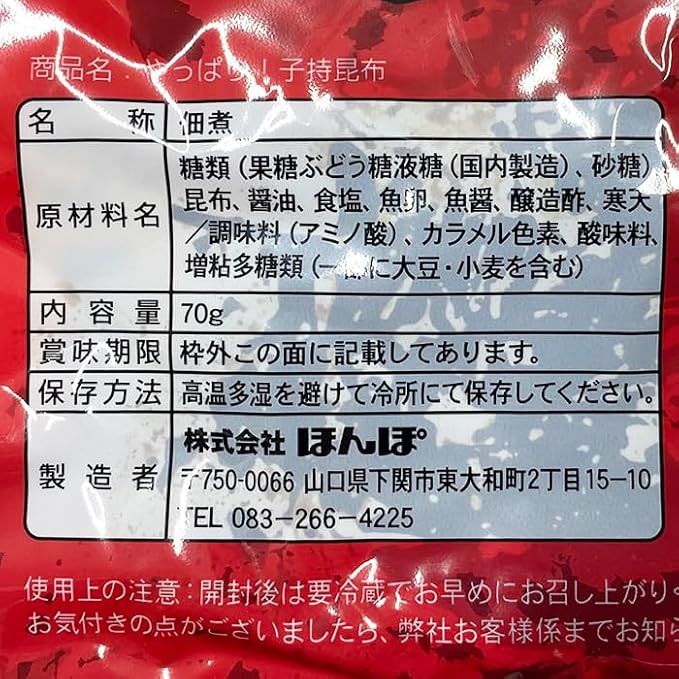 商品名：やっぱり！子持昆布
名称 佃煮
原材料名 糖類（果糖ぶどう糖液糖（国内製造）、砂糖）
昆布、醤油、食塩、魚卵、魚醤、醸造酢、寒天
／調味料（アミノ酸）、カラメル色素、酸味料、
増粘多糖類（一部に大豆・小麦を含む）
内容量 70g
賞味期限 枠外この面に記載してあります。
保存方法 高温多湿を避けて冷所にて保存してください。
製造者 株式会社 ほんぽ
〒750-0066 山口県下関市東大和町2丁目15-10
TEL 083-266-4225
使用上の注意：開封後は要冷蔵でお早めにお召し上がりく
お気付きの点がございましたら、弊社お客様係までお知ら